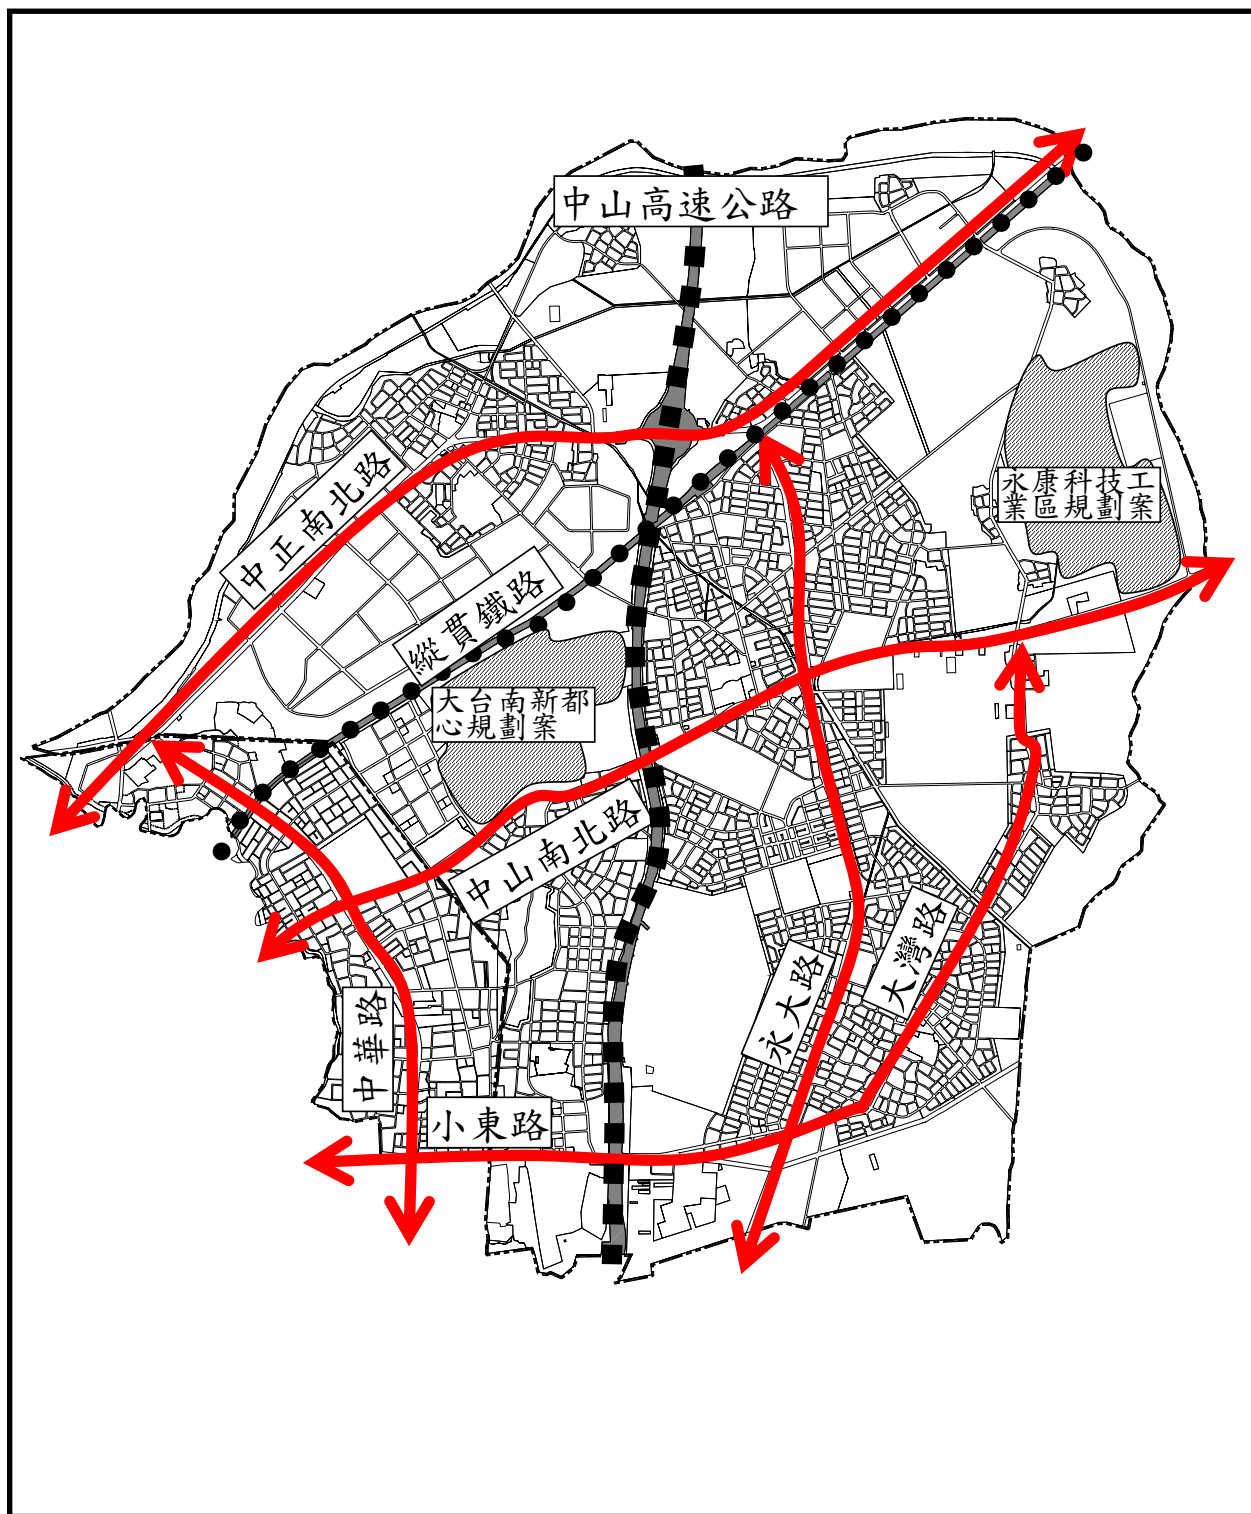 中山高速公路
中正南北路
永康科技工
業區規劃案
縱貫鐵路
大台南新都
心規劃案
中山南北路
大灣路
永大路
中華路
小東路